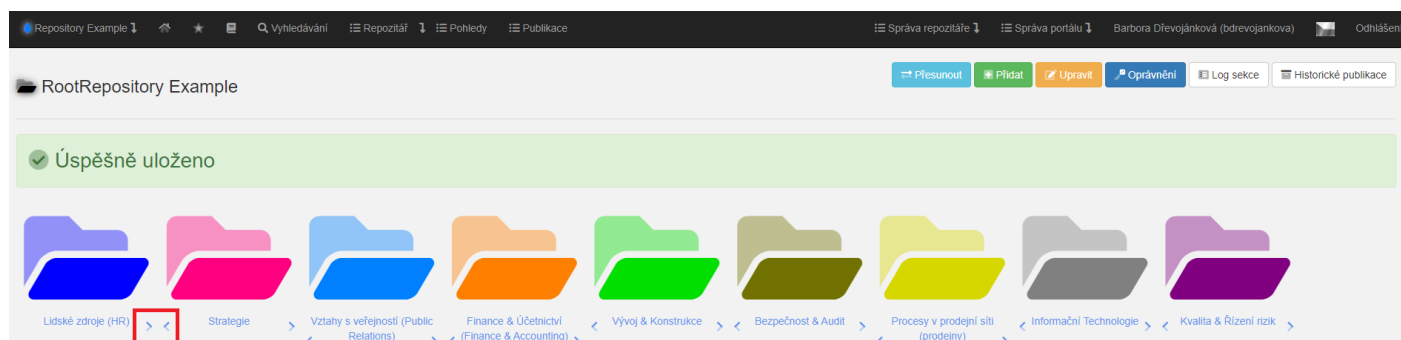 Repository Example
Vyhledávání
Repozitář
Pohledy
Publikace
Správa repozitáře
Správa portálu
Barbora Dřevojánková (bdrevojankova)
Odhlášen
RootRepository Example
Přesunout
Přidat
Upravit
Oprávnění
Log sekce
Historické publikace
Úspěšně uloženo
Lidské zdroje (HR)
Strategie
Vztahy s veřejností (Public
Relations)
Finance & Účetnictví
(Finance & Accounting)
Vývoj & Konstrukce
Bezpečnost & Audit
Procesy v prodejní síti
(prodejny)
Informační Technologie
Kvalita & Řízení rizik